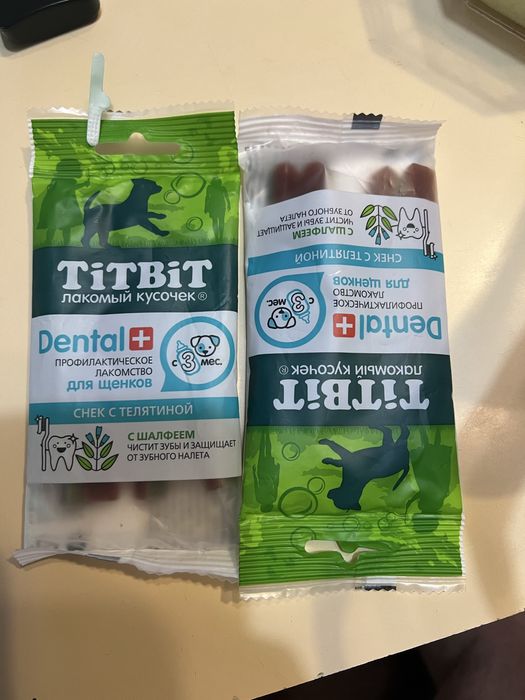 TiTBiT
лакомый кусочек®
Dental+
ПРОФИЛАКТИЧЕСКОЕ
ЛАКОМСТВО
для щенков
с 3 мес.
СНЕК С ТЕЛЯТИНОЙ
С ШАЛФЕЕМ
ЧИСТИТ ЗУБЫ И ЗАЩИЩАЕТ
ОТ ЗУБНОГО НАЛЕТА
TiTBiT
лакомый кусочек®
Dental+
ПРОФИЛАКТИЧЕСКОЕ
ЛАКОМСТВО
для щенков
с 3 мес.
СНЕК С ТЕЛЯТИНОЙ
С ШАЛФЕЕМ
ЧИСТИТ ЗУБЫ И ЗАЩИЩАЕТ
ОТ ЗУБНОГО НАЛЕТА